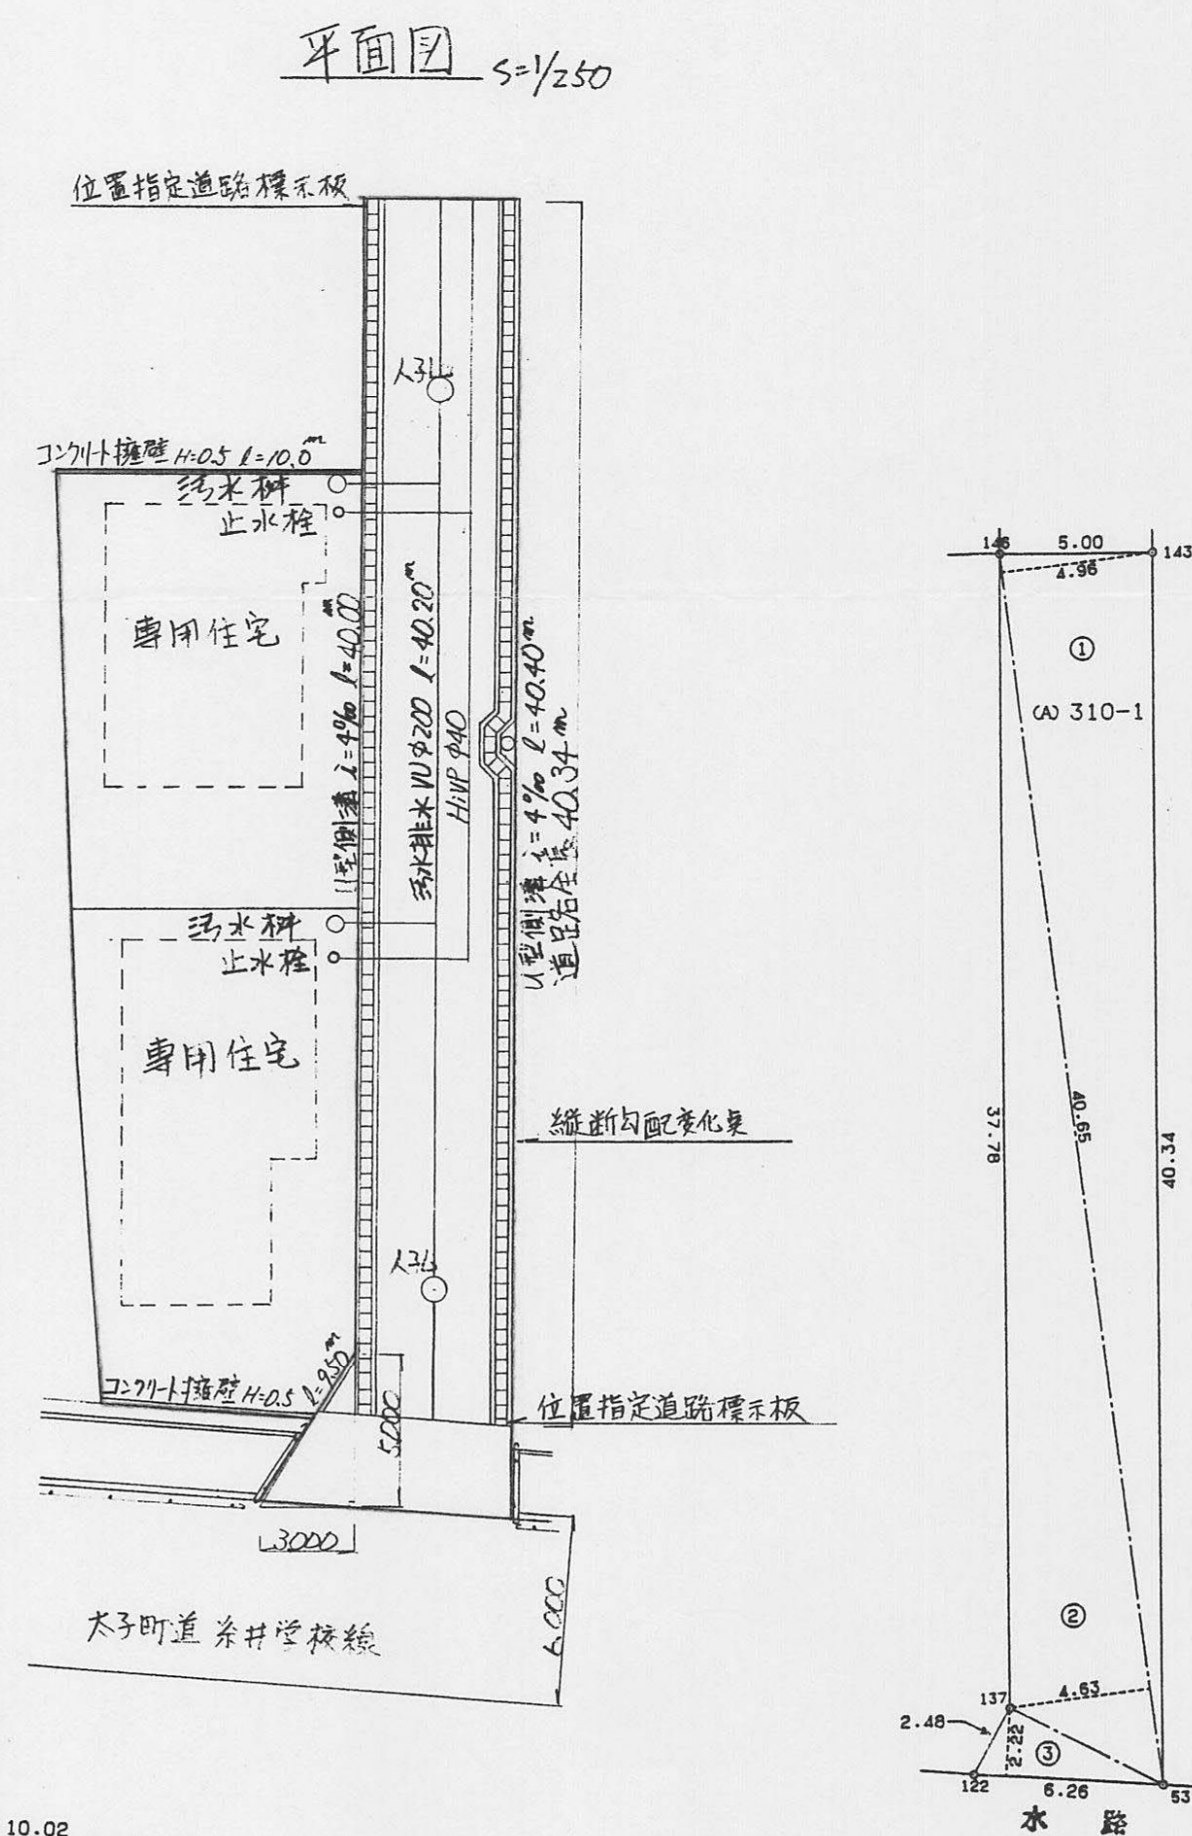 平面図 S=1/250
位置指定道路標示板
人孔
コンクリート擁壁 H=0.5 l=10.0m
汚水桝
止水栓
専用住宅
U型側溝 i=4‰ l=40.00m
汚水排水 VU φ200 l=40.20m
HiVP φ40
U型側溝 i=4‰ l=40.40m
道路全長 40.34m
汚水桝
止水栓
専用住宅
縦断勾配変化点
人孔
コンクリート擁壁 H=0.5 l=9.50m
5000
位置指定道路標示板
3000
6.000
太子町道 糸井学校線
146
5.00
143
4.96
①
(A) 310-1
37.78
40.65
40.34
②
137
4.63
2.48
2.22
③
122
6.26
53
水路
10.02